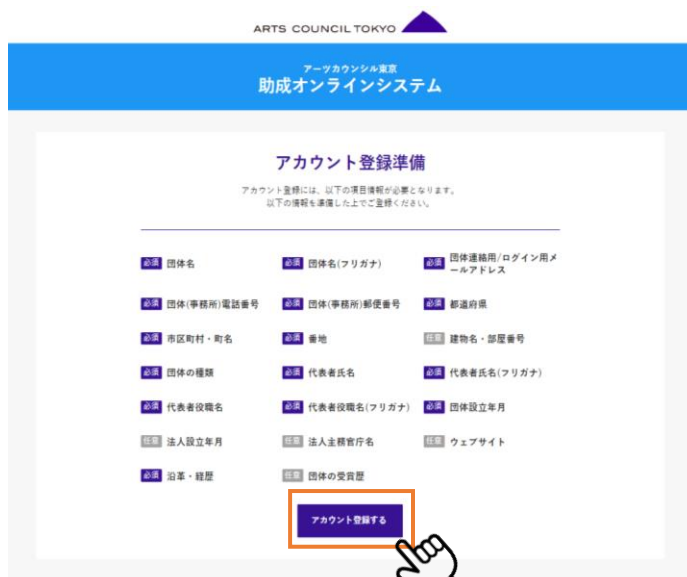 ARTS COUNCIL TOKYO
アーツカウンシル東京
助成オンラインシステム
アカウント登録準備
アカウント登録には、以下の項目情報が必要となります。
以下の情報を準備した上でご登録ください。
必須 団体名
必須 団体名(フリガナ)
必須 団体連絡用/ログイン用メ
ールアドレス
必須 団体(事務所)電話番号
必須 団体(事務所)郵便番号
必須 都道府県
必須 市区町村・町名
必須 番地
任意 建物名・部屋番号
必須 団体の種類
必須 代表者氏名
必須 代表者氏名(フリガナ)
必須 代表者役職名
必須 代表者役職名(フリガナ)
必須 団体設立年月
任意 法人設立年月
任意 法人主務官庁名
任意 ウェブサイト
必須 沿革・経歴
任意 団体の受賞歴
アカウント登録する